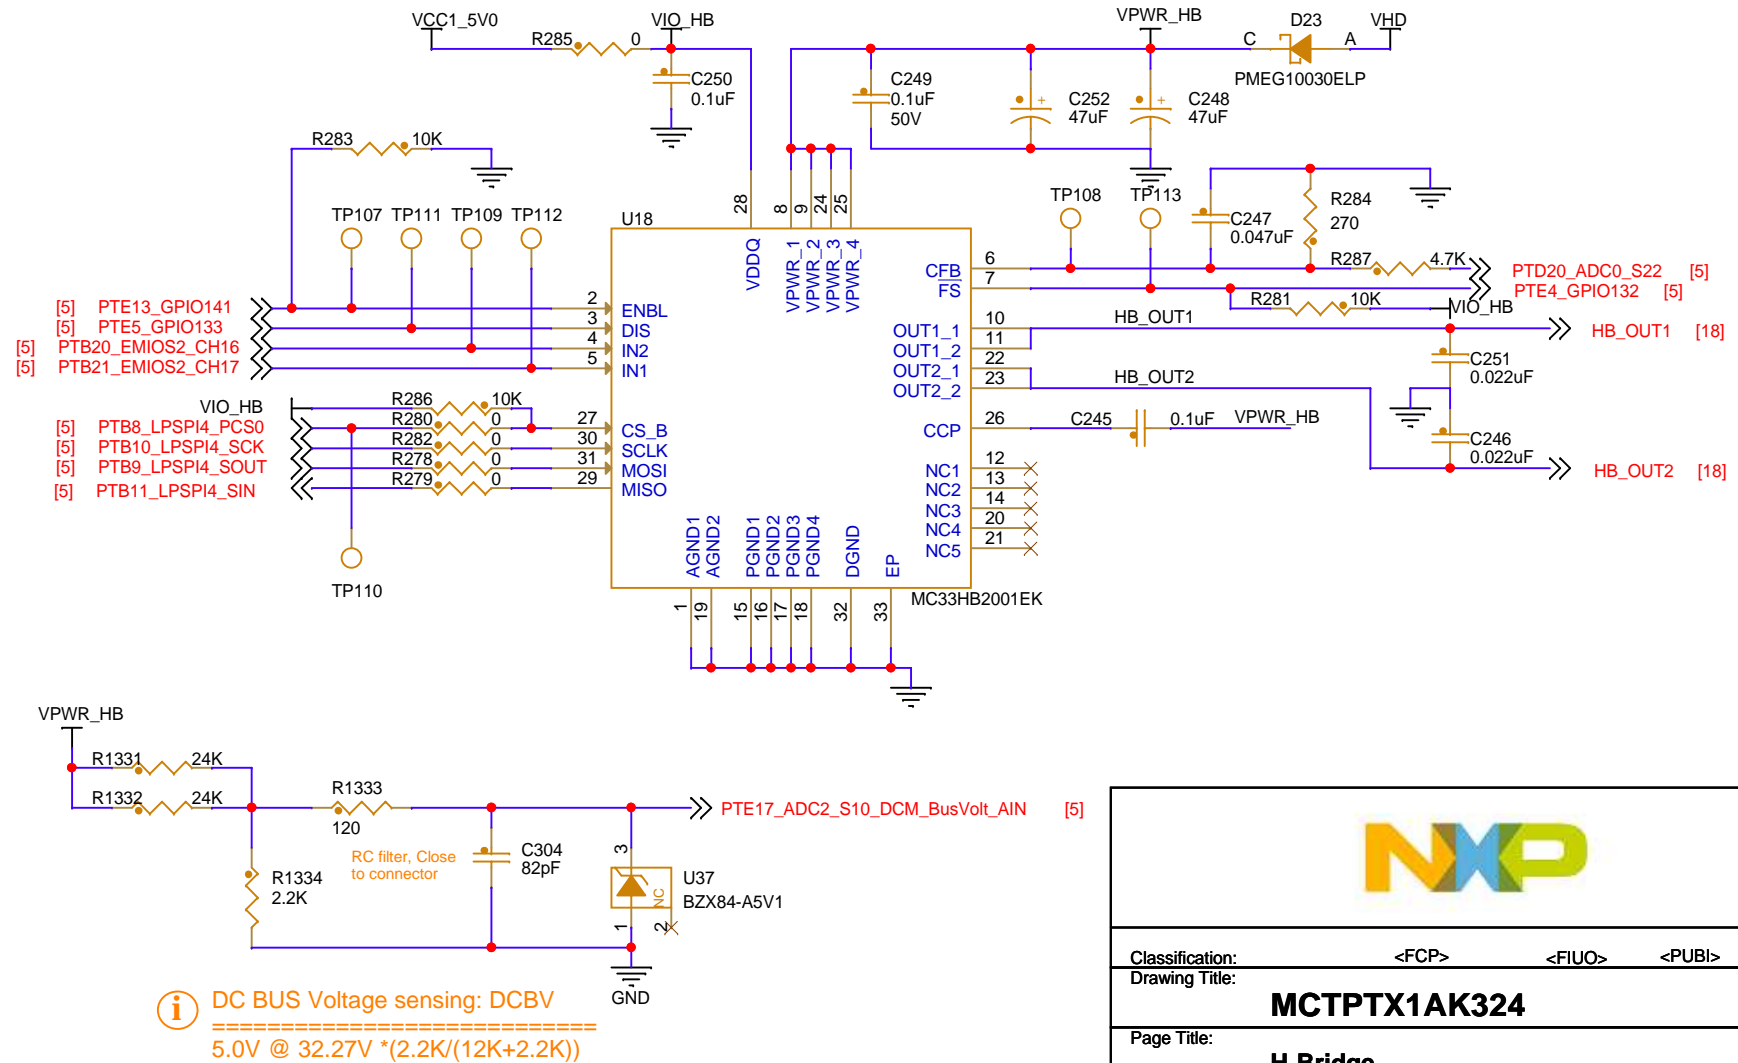 VCC1_5V0
VIO_HB
R285
0
C250
0.1uF
VPWR_HB
D23
VHD
C
A
PMEG10030ELP
C249
0.1uF
50V
C252
47uF
C248
47uF
R283
10K
TP107
TP111
TP109
TP112
28
8
9
24
25
U18
VDDQ
VPWR_1
VPWR_2
VPWR_3
VPWR_4
TP108
TP113
C247
0.047uF
R284
270
R287
4.7K
PTD20_ADC0_S22
[5]
PTE4_GPIO132
[5]
R281
10K
VIO_HB
[5]
PTE13_GPIO141
2
ENBL
[5]
PTE5_GPIO133
3
DIS
[5]
PTB20_EMIOS2_CH16
4
IN2
[5]
PTB21_EMIOS2_CH17
5
IN1
VIO_HB
R286
10K
[5]
PTB8_LPSPI4_PCS0
R280
0
27
CS_B
[5]
PTB10_LPSPI4_SCK
R282
0
30
SCLK
[5]
PTB9_LPSPI4_SOUT
R278
0
31
MOSI
[5]
PTB11_LPSPI4_SIN
R279
0
29
MISO
TP110
CFB
6
FS
7
OUT1_1
10
HB_OUT1
HB_OUT1
[18]
OUT1_2
11
OUT2_1
22
OUT2_2
23
HB_OUT2
C251
0.022uF
C246
0.022uF
HB_OUT2
[18]
CCP
26
C245
0.1uF
VPWR_HB
NC1
12
NC2
13
NC3
14
NC4
20
NC5
21
AGND1
AGND2
PGND1
PGND2
PGND3
PGND4
DGND
EP
1
19
15
16
17
18
32
33
MC33HB2001EK
VPWR_HB
R1331
24K
R1332
24K
R1333
120
PTE17_ADC2_S10_DCM_BusVolt_AIN
[5]
RC filter, Close
to connector
C304
82pF
R1334
2.2K
3
NC
1
2
U37
BZX84-A5V1
GND
i
DC BUS Voltage sensing: DCBV
=============================
5.0V @ 32.27V *(2.2K/(12K+2.2K))
NXP
Classification:
<FCP>
<FIUO>
<PUBI>
Drawing Title:
MCTPTX1AK324
Page Title:
H-Bridge